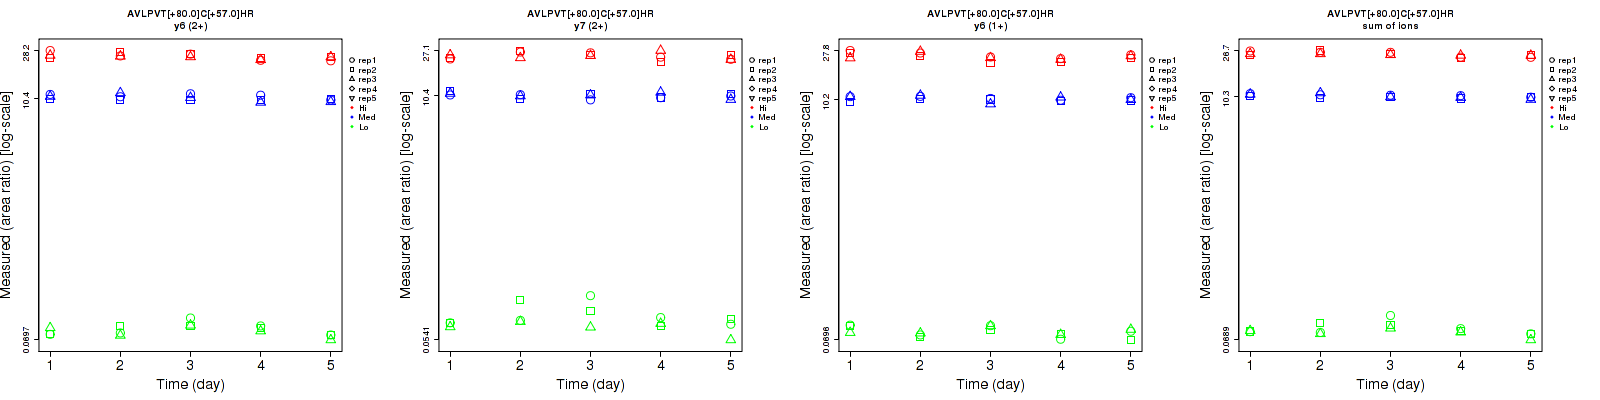 AVLPVT[+80.0]C[+57.0]HR
y6 (2+)
Measured (area ratio) [log-scale]
28.2
10.4
0.0697
1 2 3 4 5
Time (day)
rep1
rep2
rep3
rep4
rep5
Hi
Med
Lo
AVLPVT[+80.0]C[+57.0]HR
y7 (2+)
Measured (area ratio) [log-scale]
27.1
10.4
0.0541
1 2 3 4 5
Time (day)
rep1
rep2
rep3
rep4
rep5
Hi
Med
Lo
AVLPVT[+80.0]C[+57.0]HR
y6 (1+)
Measured (area ratio) [log-scale]
27.8
10.2
0.0696
1 2 3 4 5
Time (day)
rep1
rep2
rep3
rep4
rep5
Hi
Med
Lo
AVLPVT[+80.0]C[+57.0]HR
sum of ions
Measured (area ratio) [log-scale]
26.7
10.3
0.0689
1 2 3 4 5
Time (day)
rep1
rep2
rep3
rep4
rep5
Hi
Med
Lo